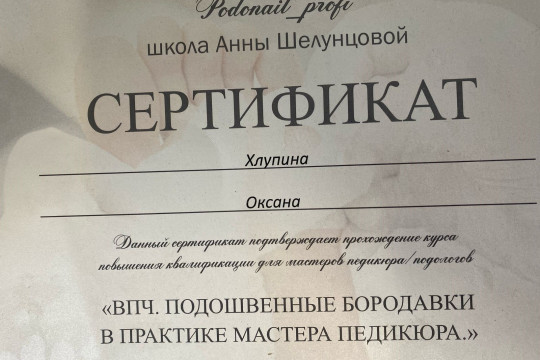 Podonail_profi
школа Анны Шелунцовой
СЕРТИФИКАТ
Хлупина
Оксана
Данный сертификат подтверждает прохождение курса
повышения квалификации для мастеров педикюра/подологов
«ВПЧ. ПОДОШВЕННЫЕ БОРОДАВКИ
В ПРАКТИКЕ МАСТЕРА ПЕДИКЮРА.»